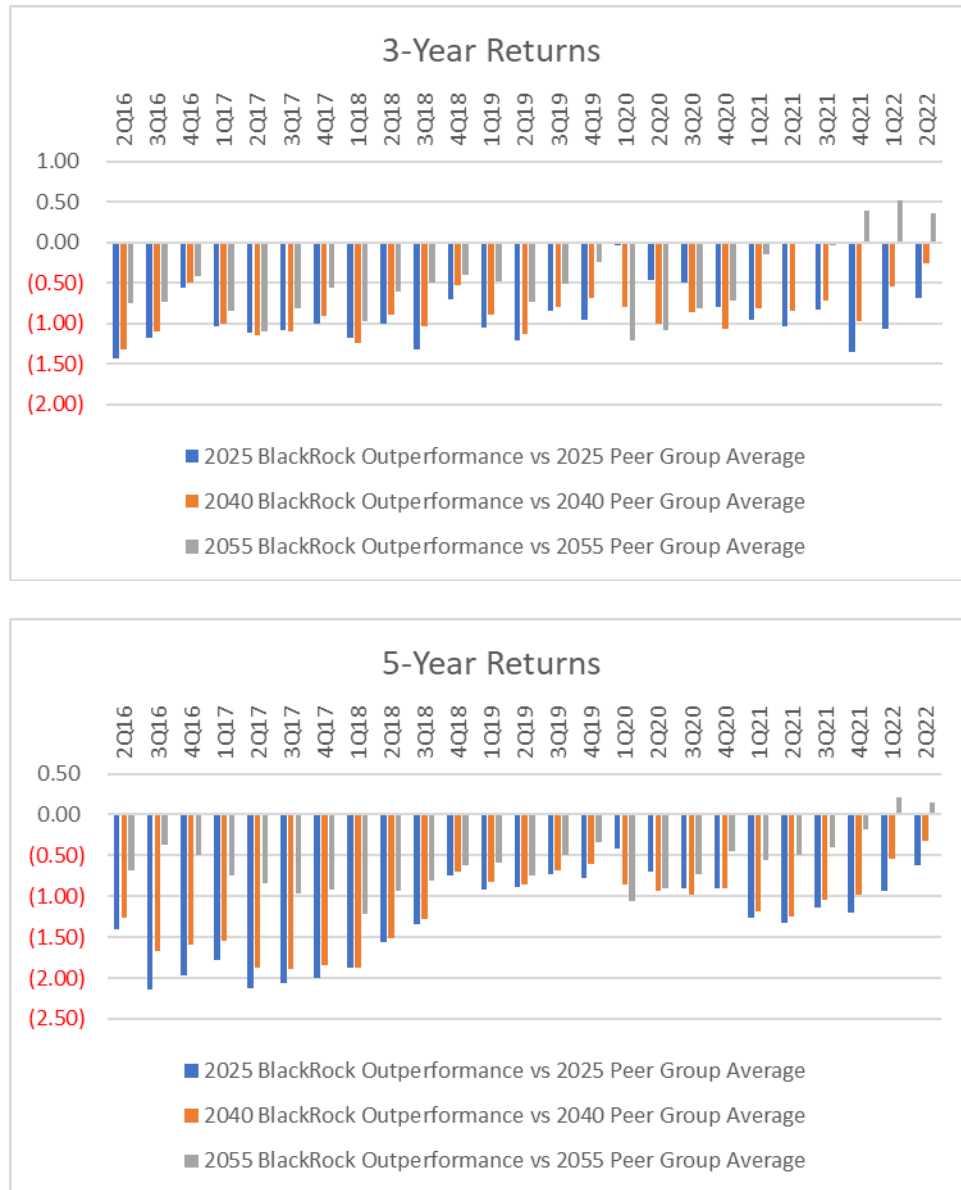 3-Year Returns
2Q16 3Q16 4Q16 1Q17 2Q17 3Q17 4Q17 1Q18 2Q18 3Q18 4Q18 1Q19 2Q19 3Q19 4Q19 1Q20 2Q20 3Q20 4Q20 1Q21 2Q21 3Q21 4Q21 1Q22 2Q22
1.00
0.50
0.00
(0.50)
(1.00)
(1.50)
(2.00)
2025 BlackRock Outperformance vs 2025 Peer Group Average
2040 BlackRock Outperformance vs 2040 Peer Group Average
2055 BlackRock Outperformance vs 2055 Peer Group Average
5-Year Returns
2Q16 3Q16 4Q16 1Q17 2Q17 3Q17 4Q17 1Q18 2Q18 3Q18 4Q18 1Q19 2Q19 3Q19 4Q19 1Q20 2Q20 3Q20 4Q20 1Q21 2Q21 3Q21 4Q21 1Q22 2Q22
0.50
0.00
(0.50)
(1.00)
(1.50)
(2.00)
(2.50)
2025 BlackRock Outperformance vs 2025 Peer Group Average
2040 BlackRock Outperformance vs 2040 Peer Group Average
2055 BlackRock Outperformance vs 2055 Peer Group Average